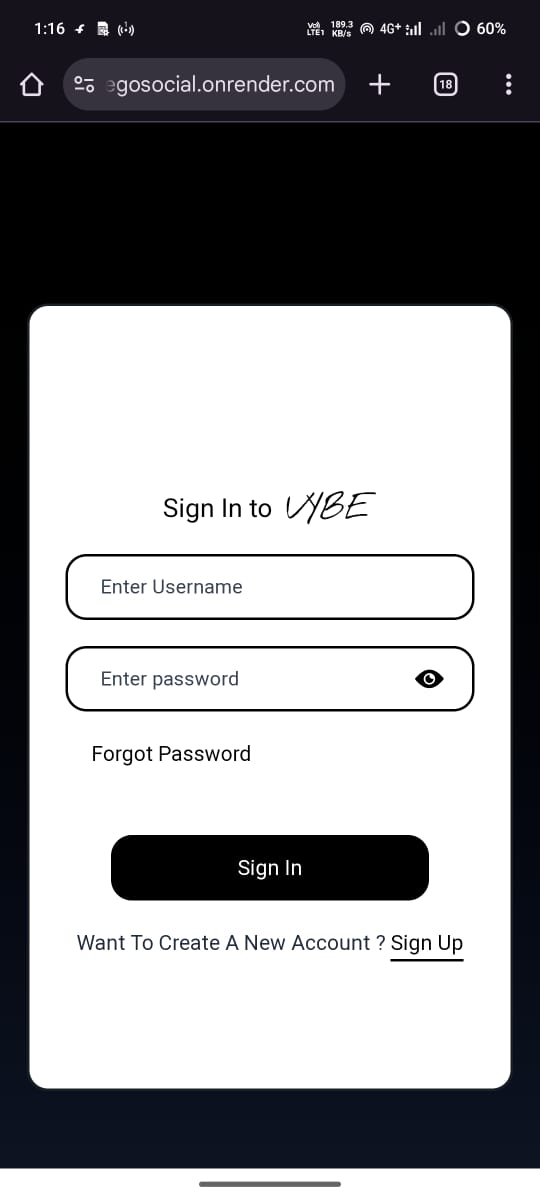 1:16
Vo) LTE1 189.3 KB/s 4G+ 60%
egosocial.onrender.com 18
Sign In to VYBE
Enter Username
Enter password
Forgot Password
Sign In
Want To Create A New Account ? Sign Up